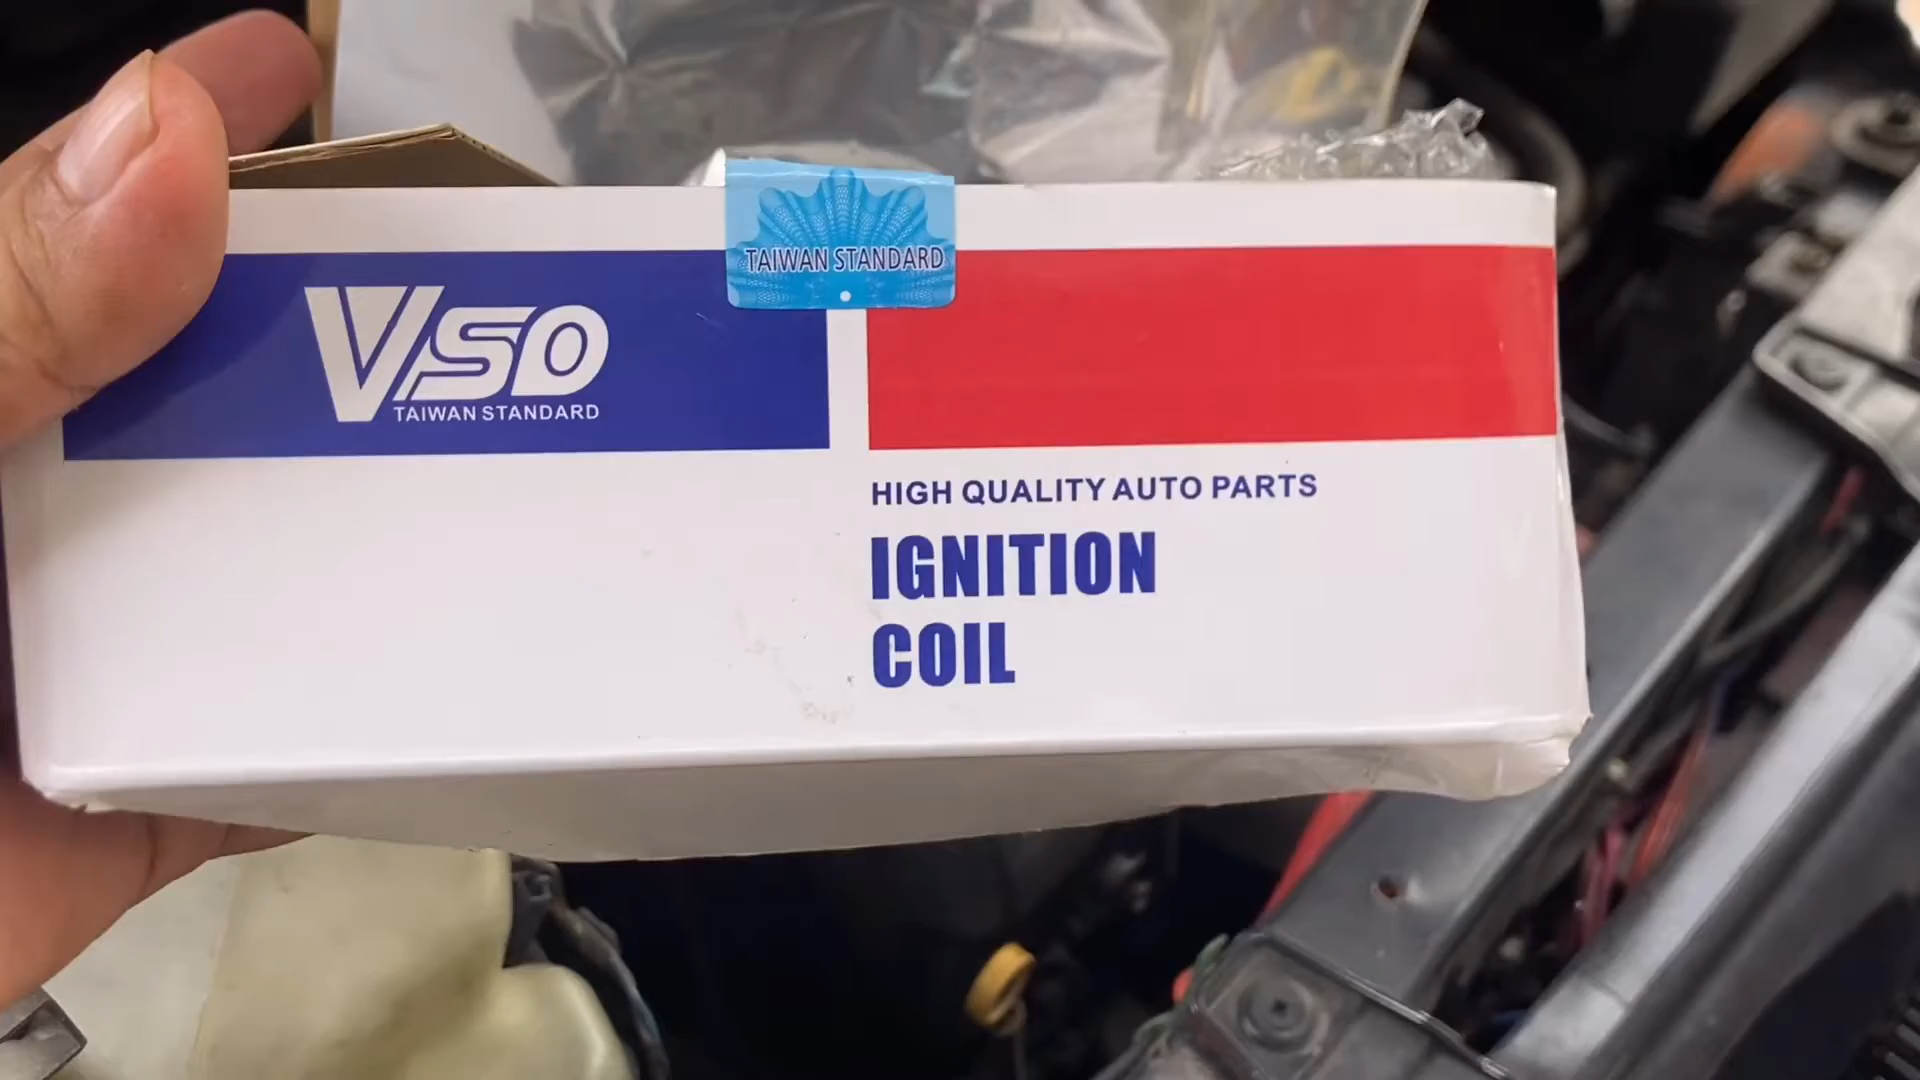 TAIWAN STANDARD
VSO
TAIWAN STANDARD
HIGH QUALITY AUTO PARTS
IGNITION
COIL